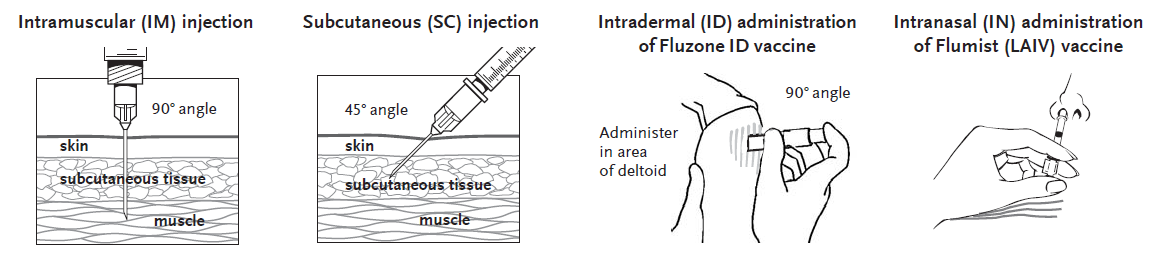 Intramuscular (IM) injection
90° angle
skin
subcutaneous tissue
muscle
Subcutaneous (SC) injection
45° angle
skin
subcutaneous tissue
muscle
Intradermal (ID) administration
of Fluzone ID vaccine
90° angle
Administer
in area
of deltoid
Intranasal (IN) administration
of Flumist (LAIV) vaccine